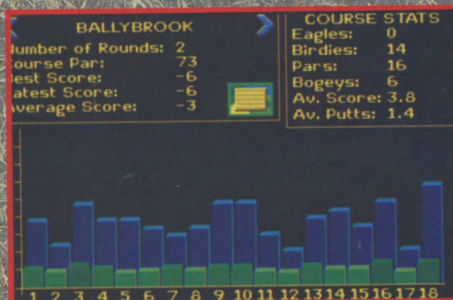 BALLYBROOK
Number of Rounds: 2
Course Par: 73
Best Score: -6
Latest Score: -6
Average Score: -3
COURSE STATS
Eagles: 0
Birdies: 14
Pars: 16
Bogeys: 6
Av. Score: 3.8
Av. Putts: 1.4
1 2 3 4 5 6 7 8 9 10 11 12 13 14 15 16 17 18